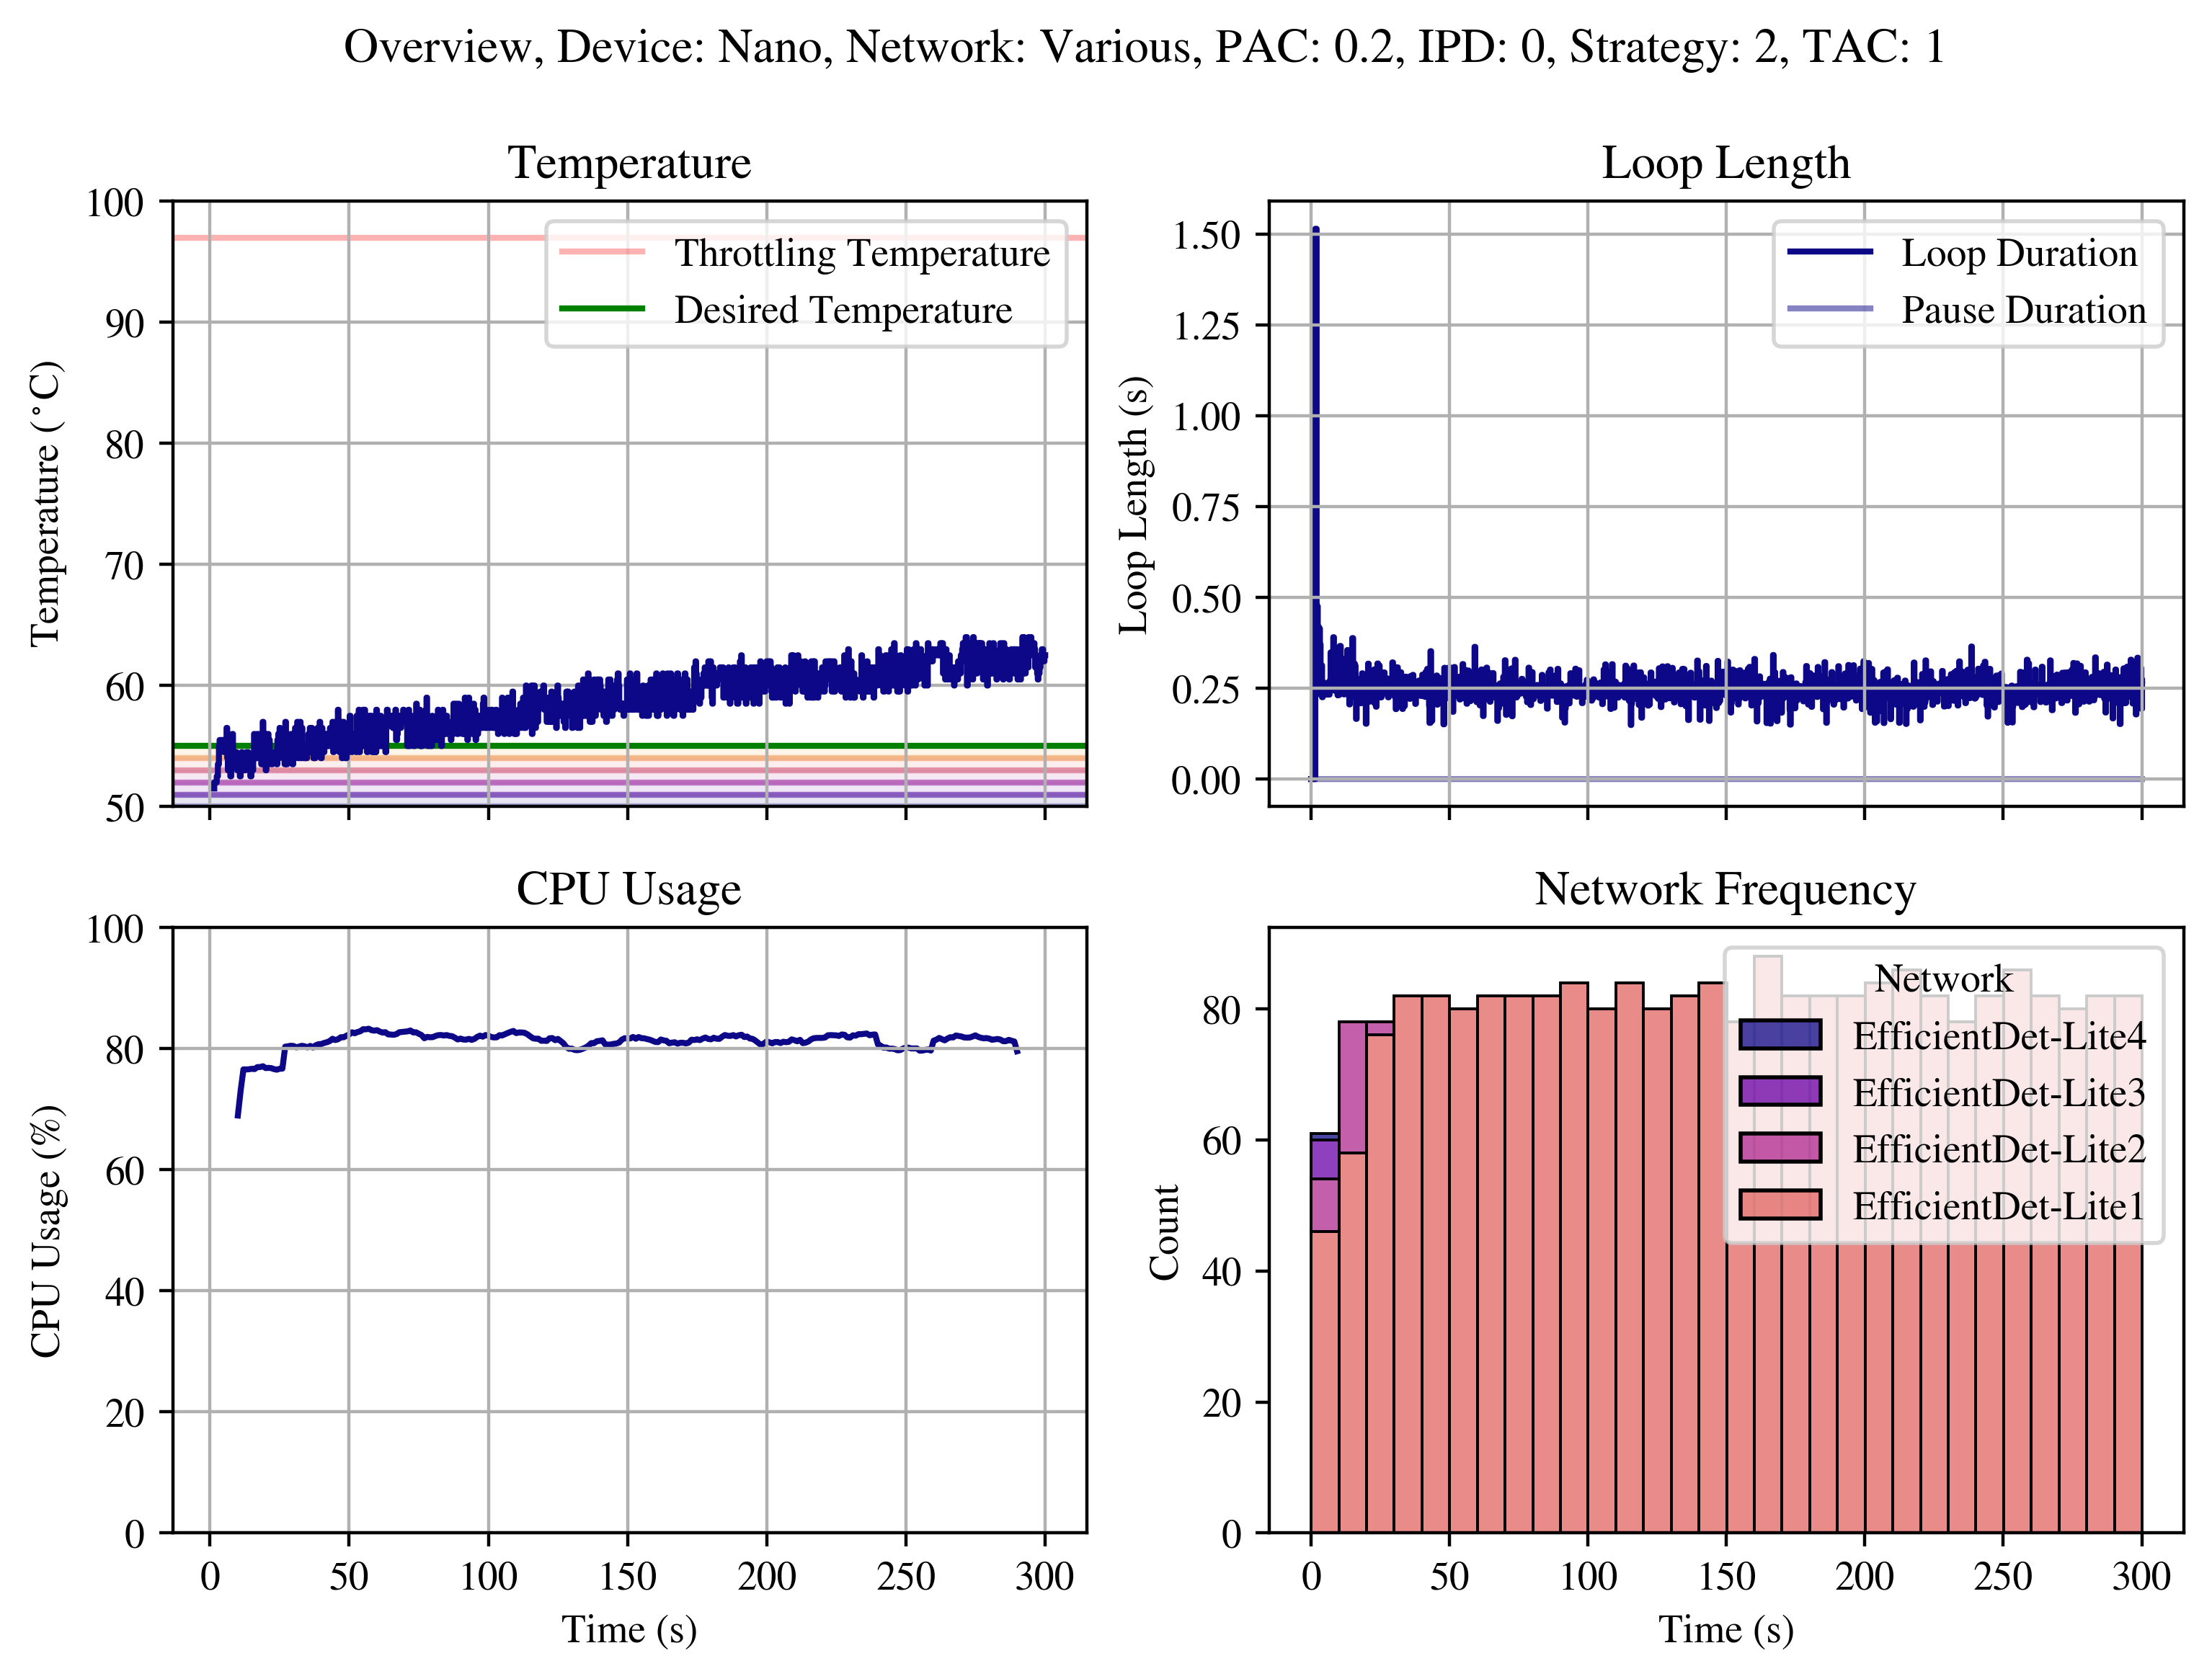 Overview, Device: Nano, Network: Various, PAC: 0.2, IPD: 0, Strategy: 2, TAC: 1
Temperature
100
90
80
70
60
50
Temperature (°C)
Throttling Temperature
Desired Temperature
Loop Length
1.50
1.25
1.00
0.75
0.50
0.25
0.00
Loop Length (s)
Loop Duration
Pause Duration
CPU Usage
100
80
60
40
20
0
CPU Usage (%)
0 50 100 150 200 250 300
Time (s)
Network Frequency
80
60
40
20
0
Count
Network
EfficientDet-Lite4
EfficientDet-Lite3
EfficientDet-Lite2
EfficientDet-Lite1
0 50 100 150 200 250 300
Time (s)